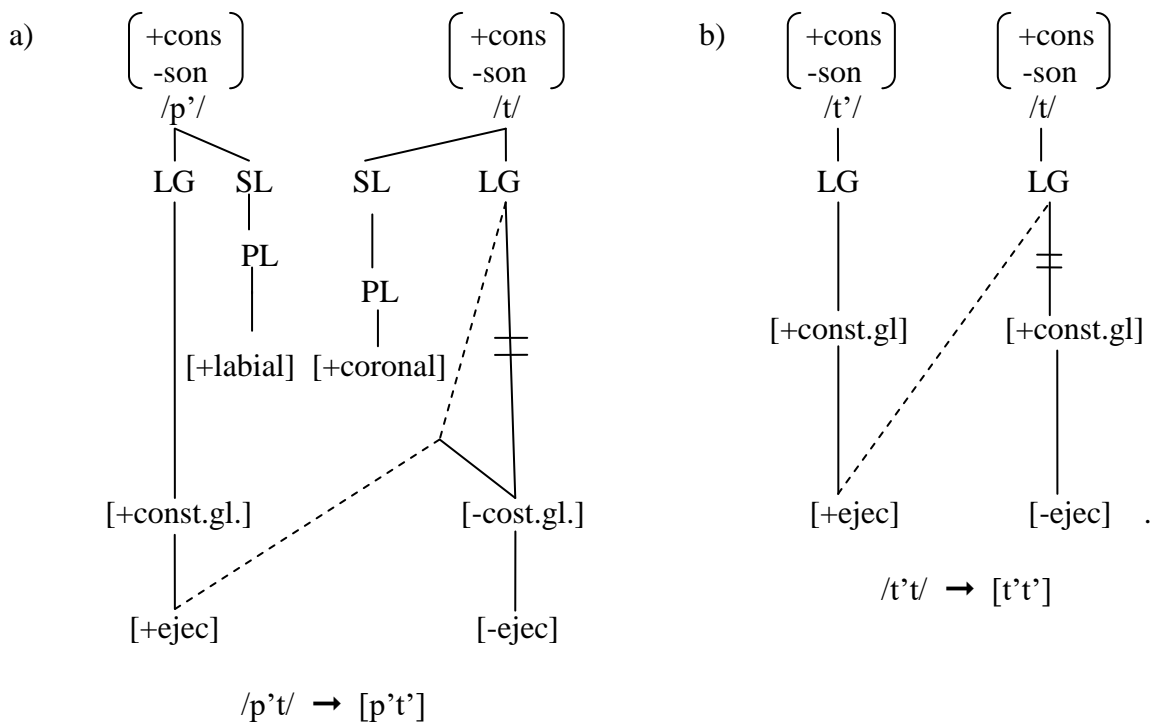 a)
+cons
-son
/p’/
+cons
-son
/t/
LG SL SL LG
PL
PL
[+labial] [+coronal]
[+const.gl.] [-cost.gl.]
[+ejec] [-ejec]
/p’t/ → [p’t’]
b)
+cons
-son
/t’/
+cons
-son
/t/
LG LG
[+const.gl] [+const.gl]
[+ejec] [-ejec] .
/t’t/ → [t’t’]